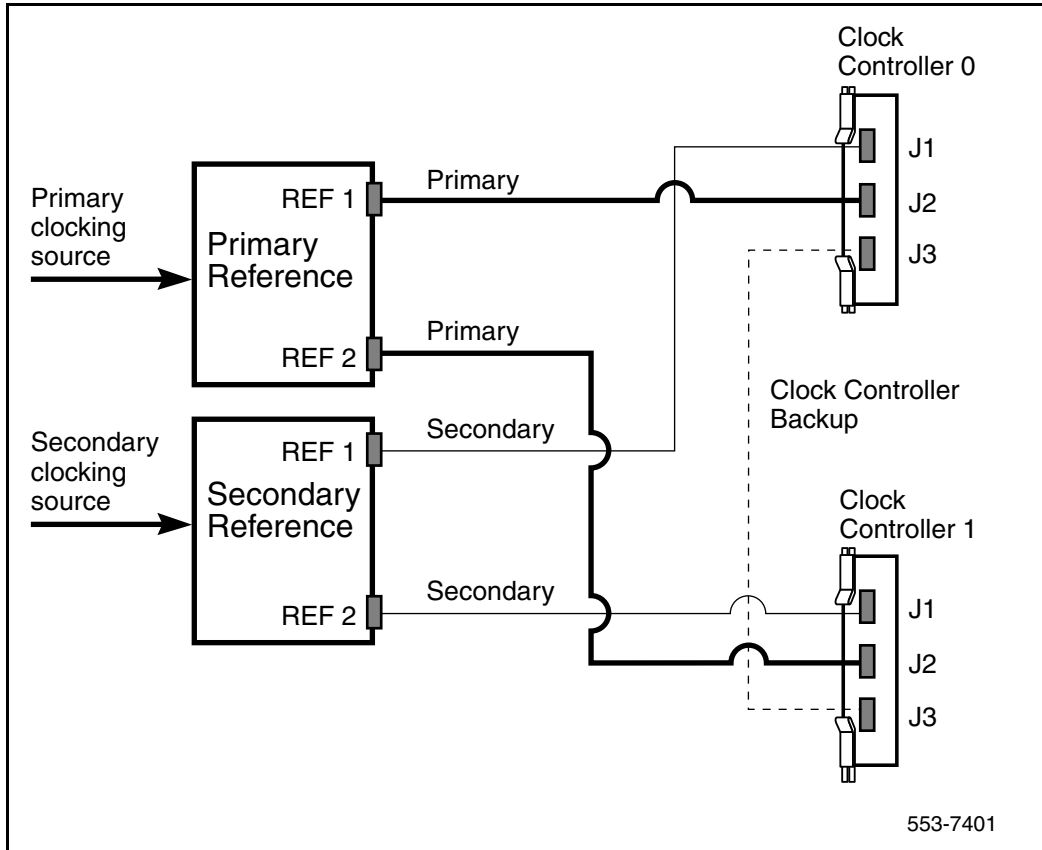 Clock
Controller 0
J1
J2
J3
Primary
clocking
source
REF 1
Primary
Reference
REF 2
Primary
Primary
Clock Controller
Backup
Secondary
clocking
source
REF 1
Secondary
Reference
REF 2
Secondary
Secondary
Clock
Controller 1
J1
J2
J3
553-7401